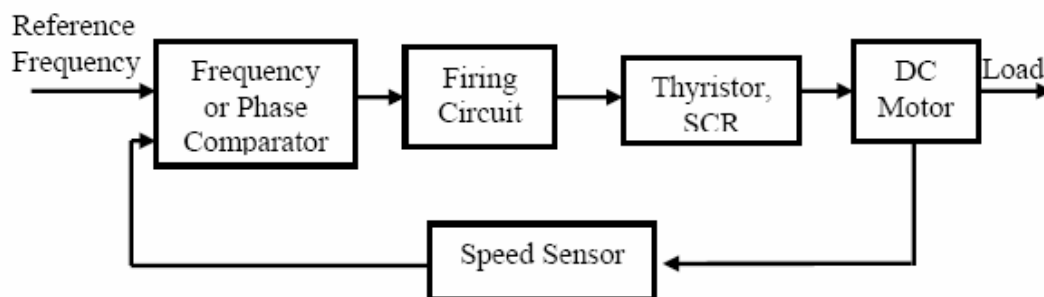 Reference
Frequency
Frequency
or Phase
Comparator
Firing
Circuit
Thyristor,
SCR
DC
Motor
Load
Speed Sensor